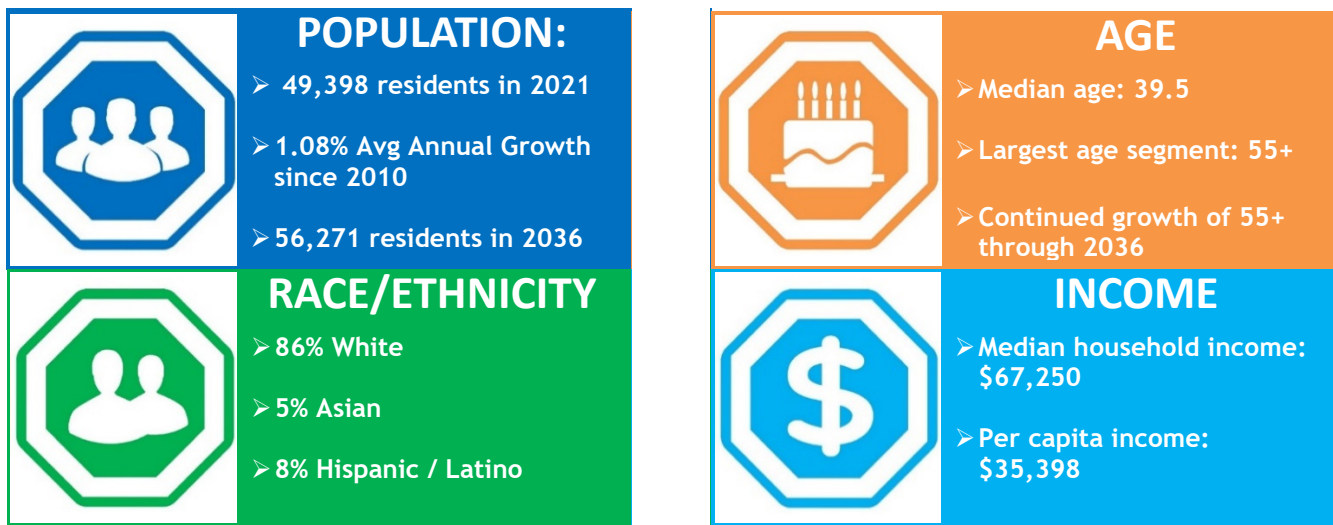 POPULATION:
➢ 49,398 residents in 2021
➢ 1.08% Avg Annual Growth
since 2010
➢ 56,271 residents in 2036
AGE
➢ Median age: 39.5
➢ Largest age segment: 55+
➢ Continued growth of 55+
through 2036
RACE/ETHNICITY
➢ 86% White
➢ 5% Asian
➢ 8% Hispanic / Latino
INCOME
➢ Median household income:
$67,250
➢ Per capita income:
$35,398